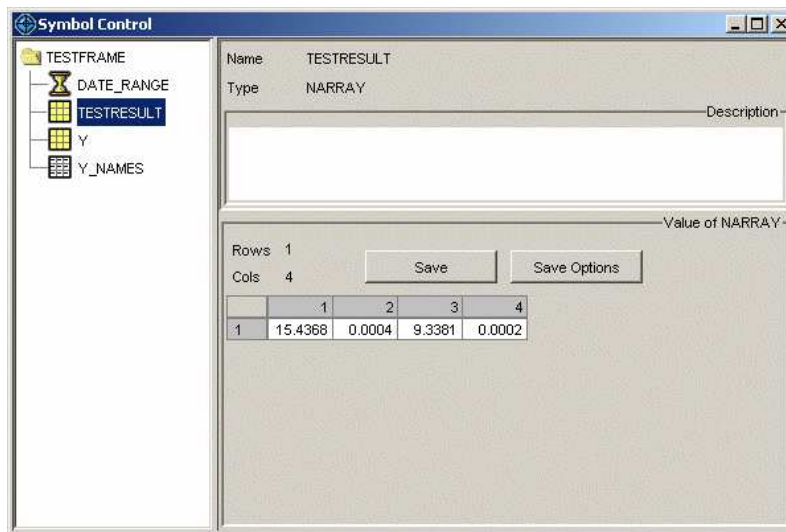 Symbol Control
TESTFRAME
DATE_RANGE
TESTRESULT
Y
Y_NAMES
Name TESTRESULT
Type NARRAY
Description
Value of NARRAY
Rows 1
Cols 4
Save
Save Options
1 2 3 4
1 15.4368 0.0004 9.3381 0.0002